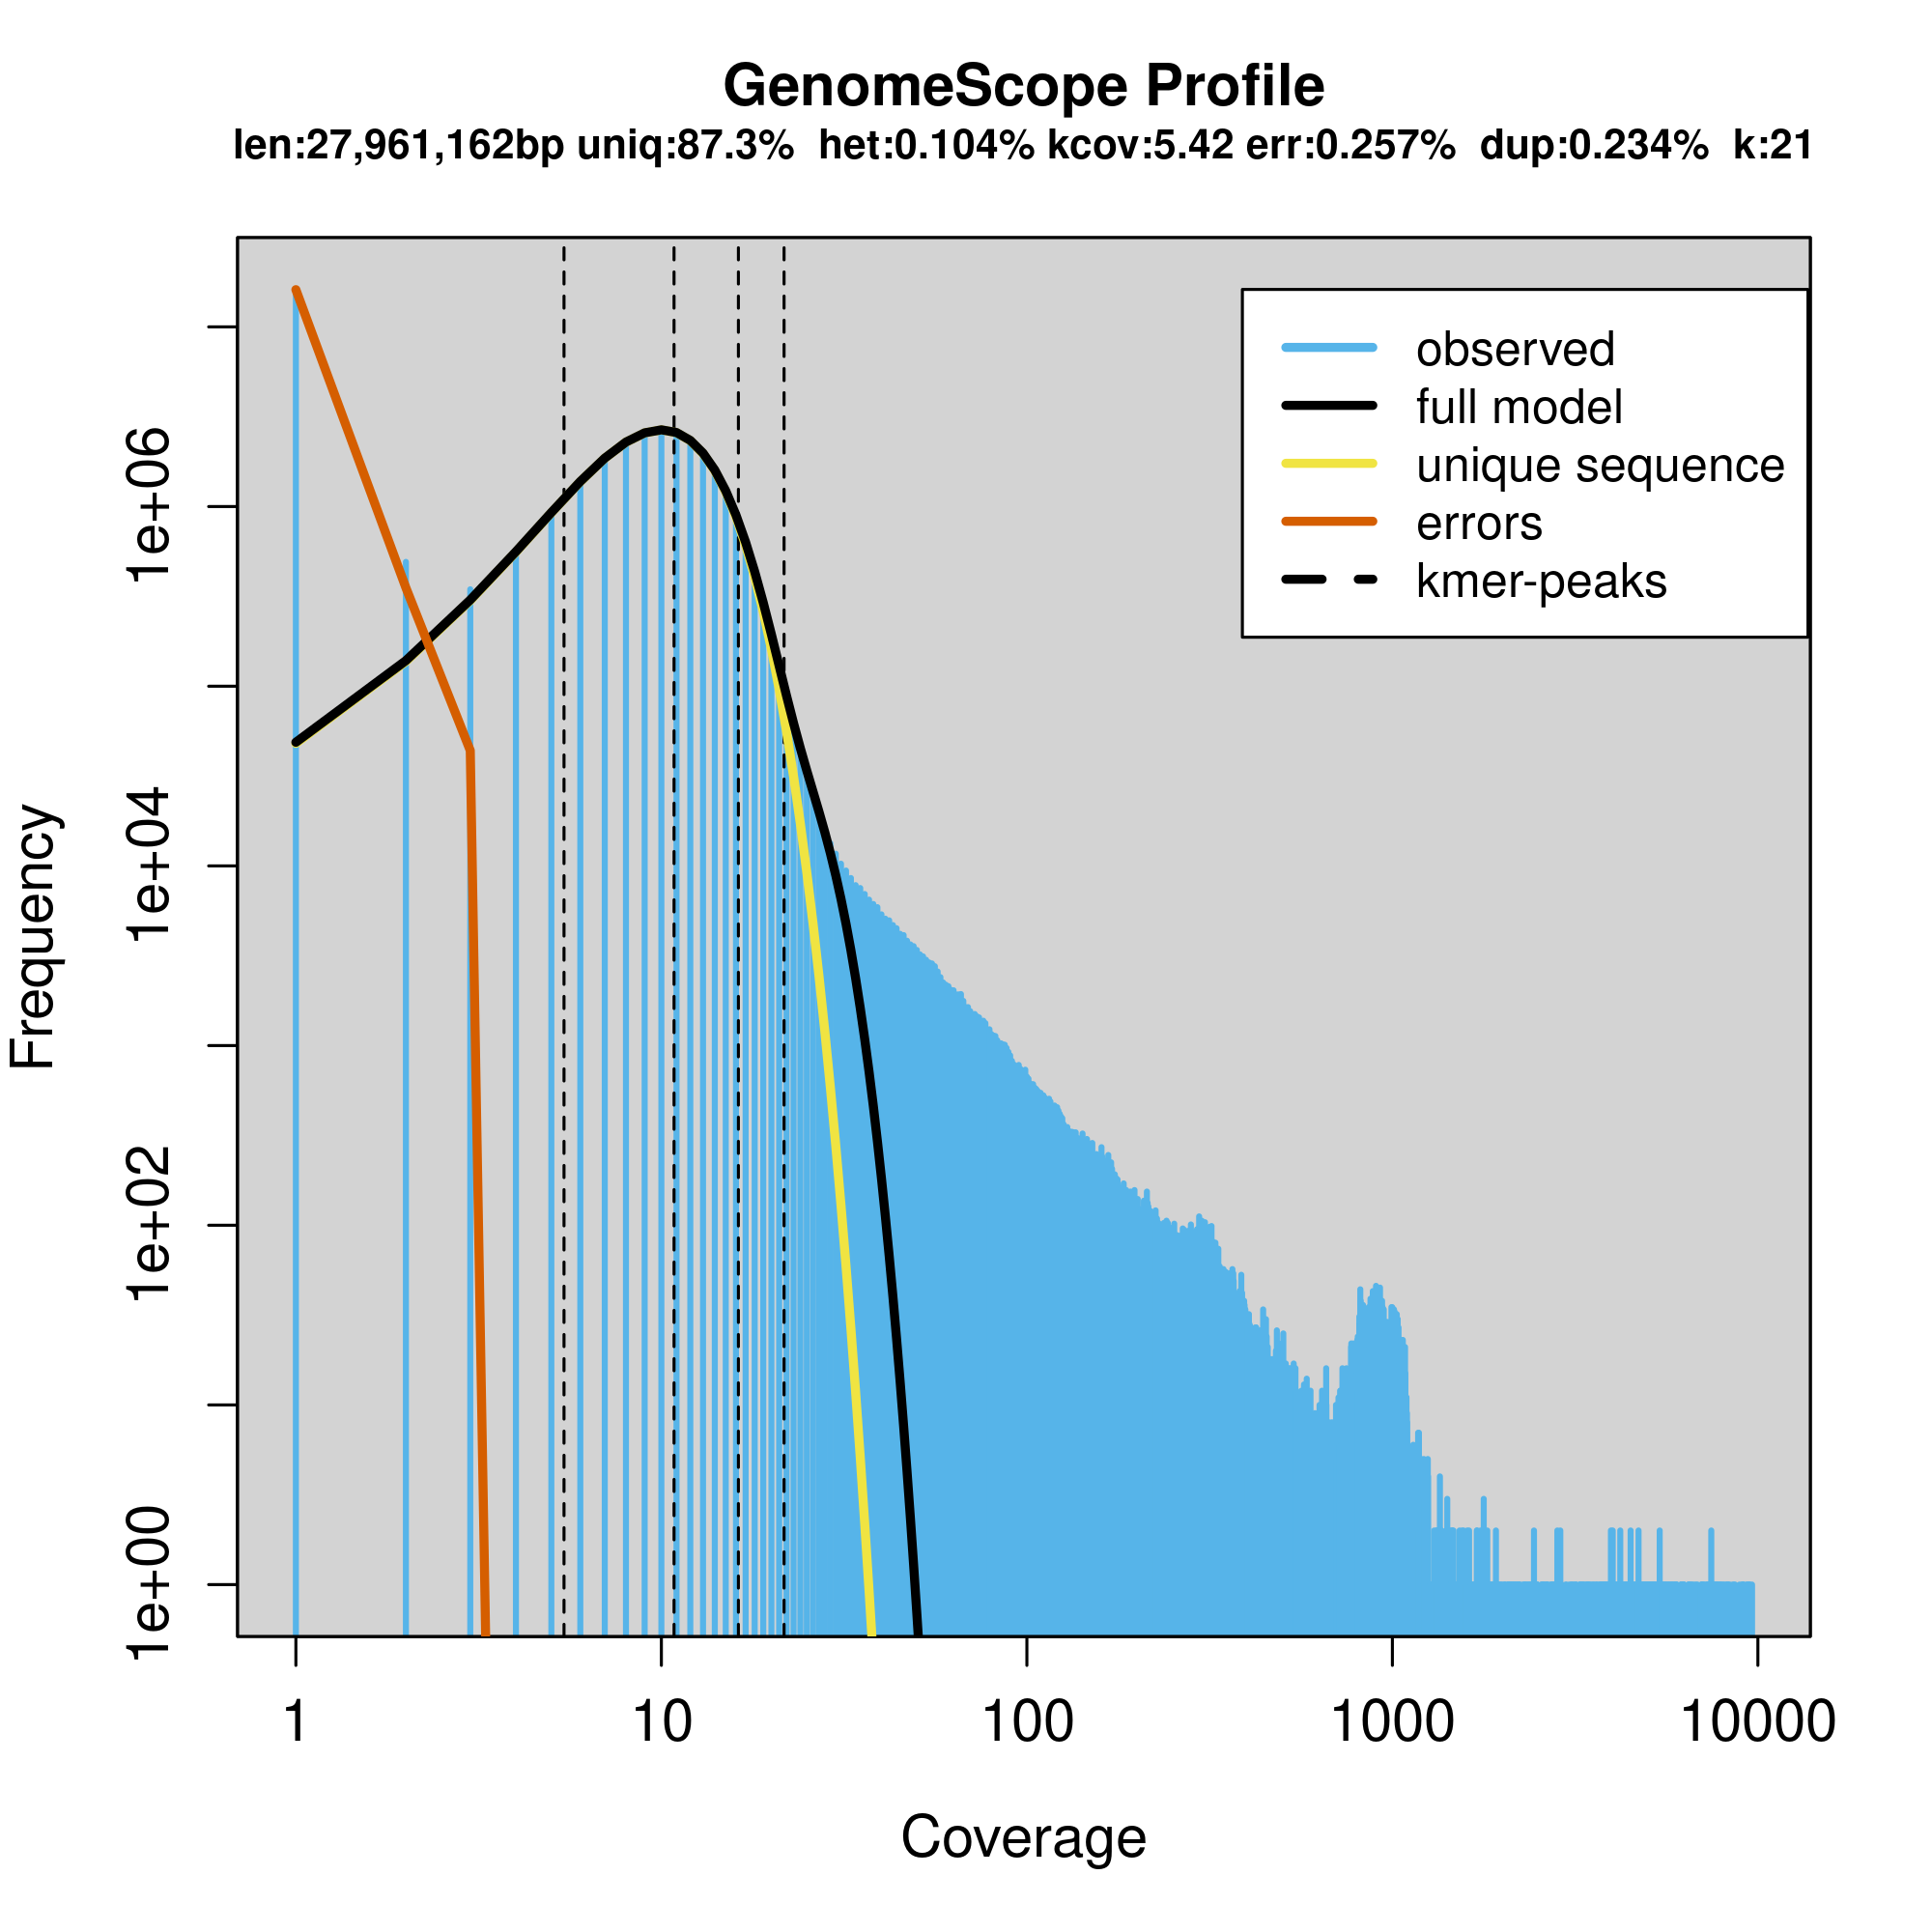 GenomeScope Profile
len:27,961,162bp uniq:87.3% het:0.104% kcov:5.42 err:0.257% dup:0.234% k:21
observed
full model
unique sequence
errors
kmer-peaks
Frequency
1e+06
1e+04
1e+02
1e+00
1 10 100 1000 10000
Coverage